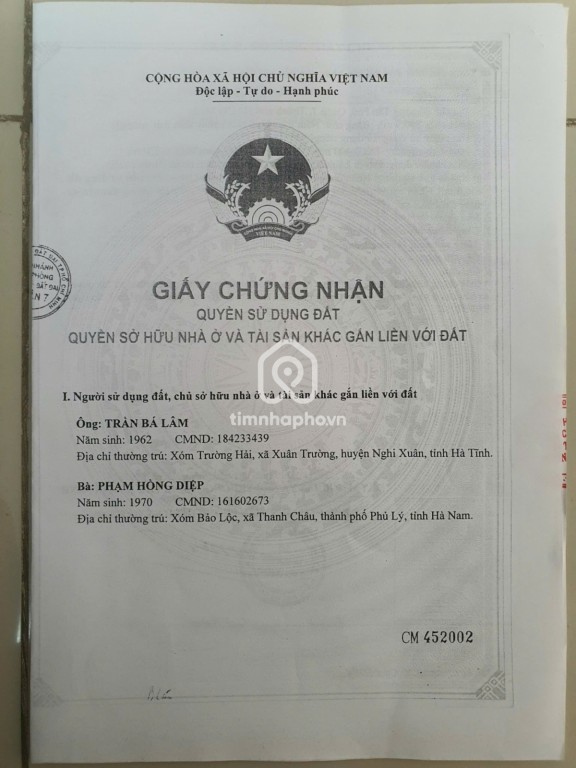 CỘNG HÒA XÃ HỘI CHỦ NGHĨA VIỆT NAM
Độc lập - Tự do - Hạnh phúc
VIỆT NAM
GIẤY CHỨNG NHẬN
QUYỀN SỬ DỤNG ĐẤT
QUYỀN SỞ HỮU NHÀ Ở VÀ TÀI SẢN KHÁC GẮN LIỀN VỚI ĐẤT
I. Người sử dụng đất, chủ sở hữu nhà ở và tài sản khác gắn liền với đất
timnhapho.vn
Ông: TRẦN BÁ LÂM
Năm sinh: 1962 CMND: 184233439
Địa chỉ thường trú: Xóm Trường Hải, xã Xuân Trường, huyện Nghi Xuân, tỉnh Hà Tĩnh.
Bà: PHẠM HỒNG DIỆP
Năm sinh: 1970 CMND: 161602673
Địa chỉ thường trú: Xóm Bảo Lộc, xã Thanh Châu, thành phố Phủ Lý, tỉnh Hà Nam.
CM 452002